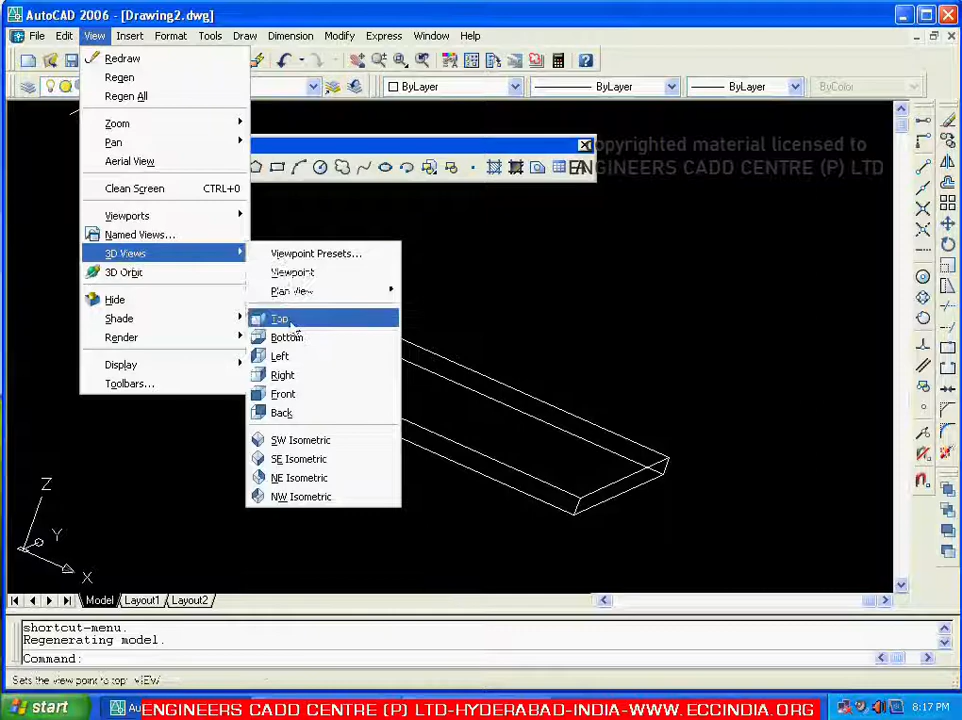 AutoCAD 2006 - [Drawing2.dwg]
File Edit View Insert Format Tools Draw Dimension Modify Express Window Help
ByLayer ByLayer ByLayer ByColor
Redraw
Regen
Regen All
Zoom
Pan
Aerial View
Clean Screen CTRL+0
Viewports
Named Views...
3D Views
3D Orbit
Hide
Shade
Render
Display
Toolbars...
Viewpoint Presets...
Viewpoint
Plan View
Top
Bottom
Left
Right
Front
Back
SW Isometric
SE Isometric
NE Isometric
NW Isometric
opyrighted material licensed to
ENGINEERS CADD CENTRE (P) LTD
Z
Y
X
Model Layout1 Layout2
shortcut-menu.
Regenerating model.
Command:
Sets the view point to top: VIEW
start
ENGINEERS CADD CENTRE (P) LTD-HYDERABAD-INDIA-WWW.ECCINDIA.ORG
8:17 PM